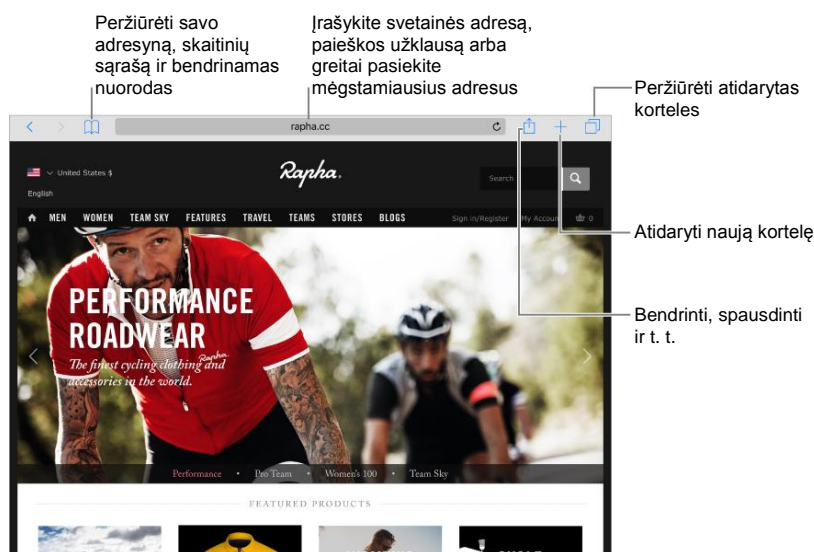 Peržiūrėti savo
adresyną, skaitinių
sąrašą ir bendrinamas
nuorodas
Įrašykite svetainės adresą,
paieškos užklausą arba
greitai pasiekite
mėgstamiausius adresus
Peržiūrėti atidarytas
korteles
rapha.cc
United States $
English
Rapha.
Search
MEN WOMEN TEAM SKY FEATURES TRAVEL TEAMS STORES BLOGS Sign in/Register My Account 0
Atidaryti naują kortelę
PERFORMANCE
ROADWEAR
The finest cycling clothing and
accessories in the world.
Rapha
Bendrinti, spausdinti
ir t. t.
Performance • Pro Team • Women's 100 • Team Sky
FEATURED PRODUCTS